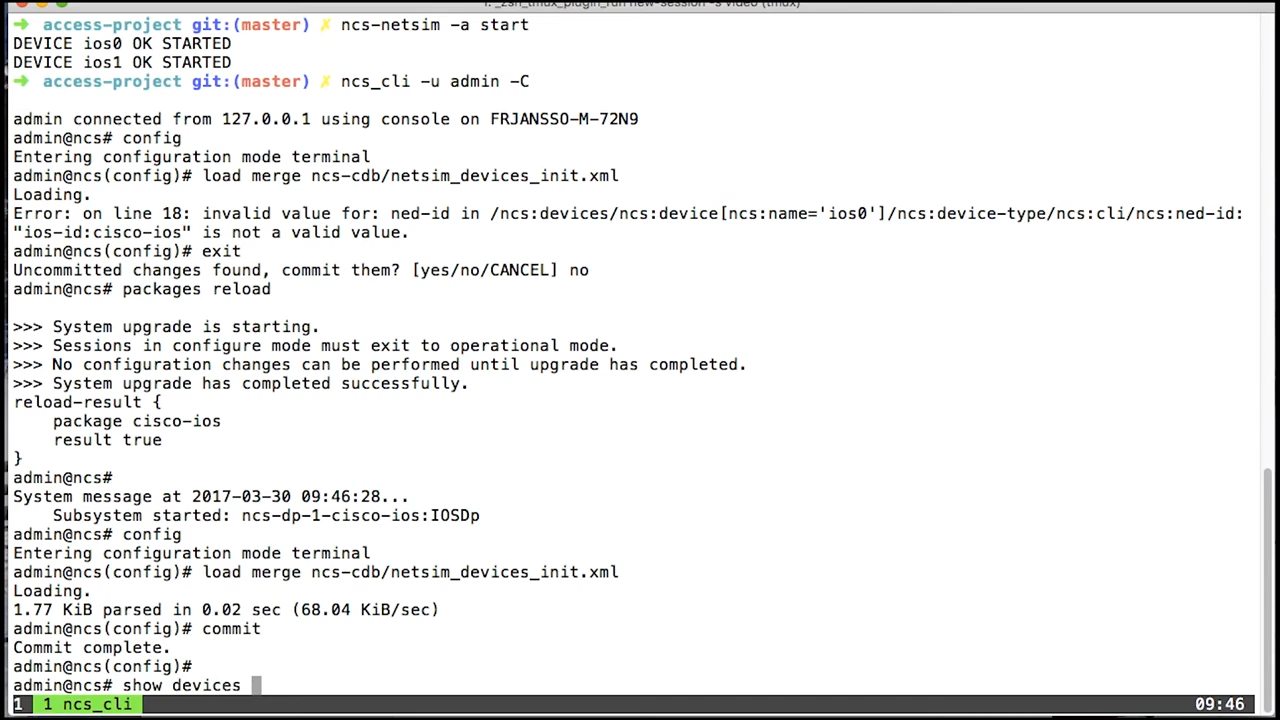 1. _zsh_tmux_plugin_run new-session -s video (tmux)
➜ access-project git:(master) ✗ ncs-netsim -a start
DEVICE ios0 OK STARTED
DEVICE ios1 OK STARTED
➜ access-project git:(master) ✗ ncs_cli -u admin -C
admin connected from 127.0.0.1 using console on FRJANSSO-M-72N9
admin@ncs# config
Entering configuration mode terminal
admin@ncs(config)# load merge ncs-cdb/netsim_devices_init.xml
Loading.
Error: on line 18: invalid value for: ned-id in /ncs:devices/ncs:device[ncs:name='ios0']/ncs:device-type/ncs:cli/ncs:ned-id:
"ios-id:cisco-ios" is not a valid value.
admin@ncs(config)# exit
Uncommitted changes found, commit them? [yes/no/CANCEL] no
admin@ncs# packages reload
>>> System upgrade is starting.
>>> Sessions in configure mode must exit to operational mode.
>>> No configuration changes can be performed until upgrade has completed.
>>> System upgrade has completed successfully.
reload-result {
    package cisco-ios
    result true
}
admin@ncs#
System message at 2017-03-30 09:46:28...
    Subsystem started: ncs-dp-1-cisco-ios:IOSDp
admin@ncs# config
Entering configuration mode terminal
admin@ncs(config)# load merge ncs-cdb/netsim_devices_init.xml
Loading.
1.77 KiB parsed in 0.02 sec (68.04 KiB/sec)
admin@ncs(config)# commit
Commit complete.
admin@ncs(config)#
admin@ncs# show devices
1 1 ncs_cli 09:46